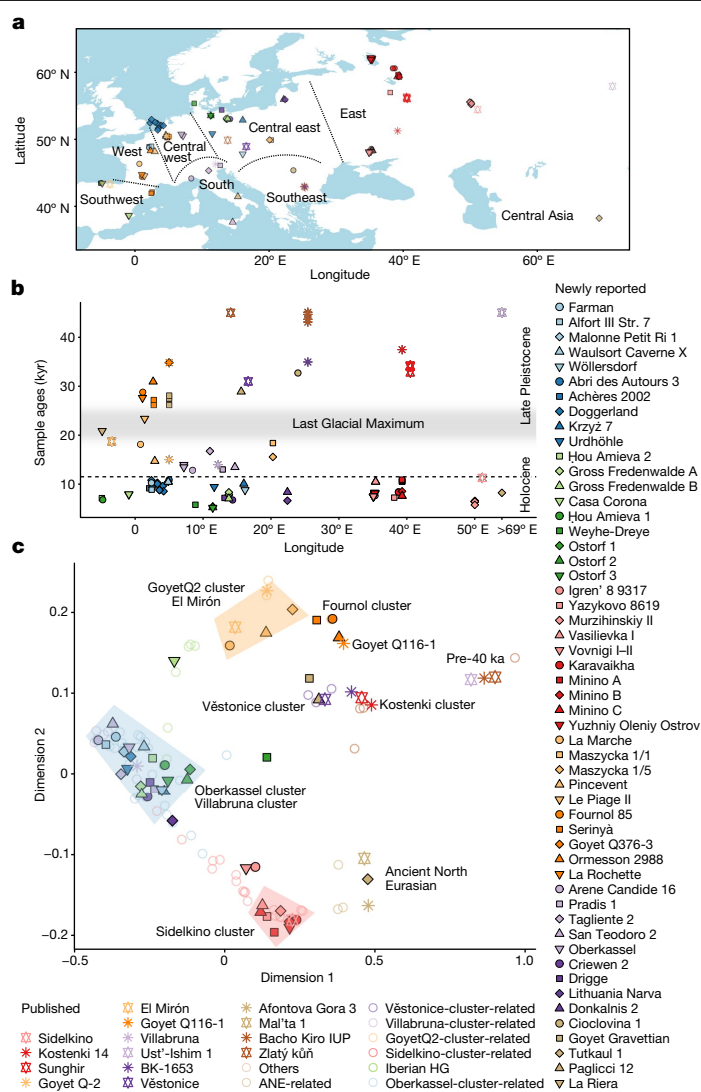 a
60° N
50° N
40° N
Latitude
West
Central
west
Central east
East
Southwest
South
Southeast
Central Asia
0
20° E
40° E
60° E
Longitude
b
40
30
20
10
Sample ages (kyr)
Last Glacial Maximum
Late Pleistocene
Holocene
0
10° E
20° E
30° E
40° E
50° E
>69° E
Longitude
c
0.2
0.1
0
−0.1
−0.2
Dimension 2
GoyetQ2 cluster
El Mirón
Fournol cluster
Goyet Q116-1
Pre-40 ka
Věstonice cluster
Kostenki cluster
Oberkassel cluster
Villabruna cluster
Ancient North
Eurasian
Sidelkino cluster
−0.5
0
0.5
1.0
Dimension 1
Newly reported
Farman
Alfort III Str. 7
Malonne Petit Ri 1
Waulsort Caverne X
Wöllersdorf
Abri des Autours 3
Achères 2002
Doggerland
Krzyż 7
Urdhöhle
Ḥou Amieva 2
Gross Fredenwalde A
Gross Fredenwalde B
Casa Corona
Ḥou Amieva 1
Weyhe-Dreye
Ostorf 1
Ostorf 2
Ostorf 3
Igren' 8 9317
Yazykovo 8619
Murzihinskiy II
Vasilievka I
Vovnigi I–II
Karavaikha
Minino A
Minino B
Minino C
Yuzhniy Oleniy Ostrov
La Marche
Maszycka 1/1
Maszycka 1/5
Pincevent
Le Piage II
Fournol 85
Serinyà
Goyet Q376-3
Ormesson 2988
La Rochette
Arene Candide 16
Pradis 1
Tagliente 2
San Teodoro 2
Oberkassel
Criewen 2
Drigge
Lithuania Narva
Donkalnis 2
Cioclovina 1
Goyet Gravettian
Tutkaul 1
Paglicci 12
La Riera
Published
Sidelkino
Kostenki 14
Sunghir
Goyet Q-2
El Mirón
Goyet Q116-1
Villabruna
Ust'-Ishim 1
BK-1653
Věstonice
Afontova Gora 3
Mal'ta 1
Bacho Kiro IUP
Zlatý kůň
Others
ANE-related
Věstonice-cluster-related
Villabruna-cluster-related
GoyetQ2-cluster-related
Sidelkino-cluster-related
Iberian HG
Oberkassel-cluster-related